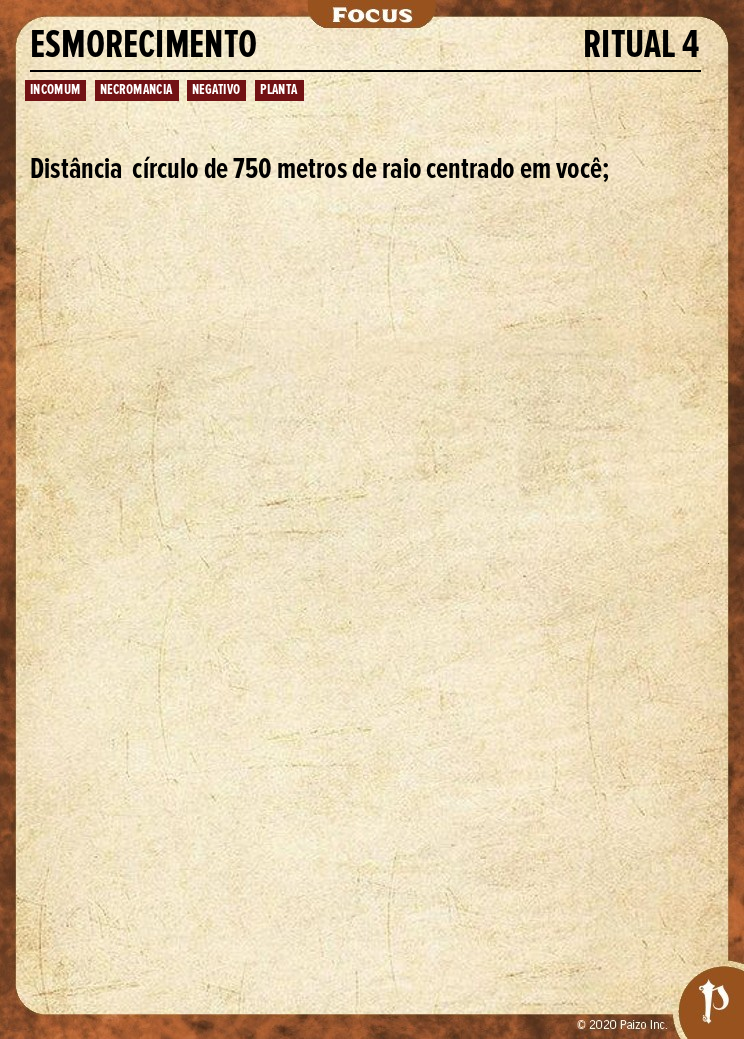 Focus
ESMORECIMENTO RITUAL 4
INCOMUM NECROMANCIA NEGATIVO PLANTA
Distância círculo de 750 metros de raio centrado em você;
© 2020 Paizo Inc.